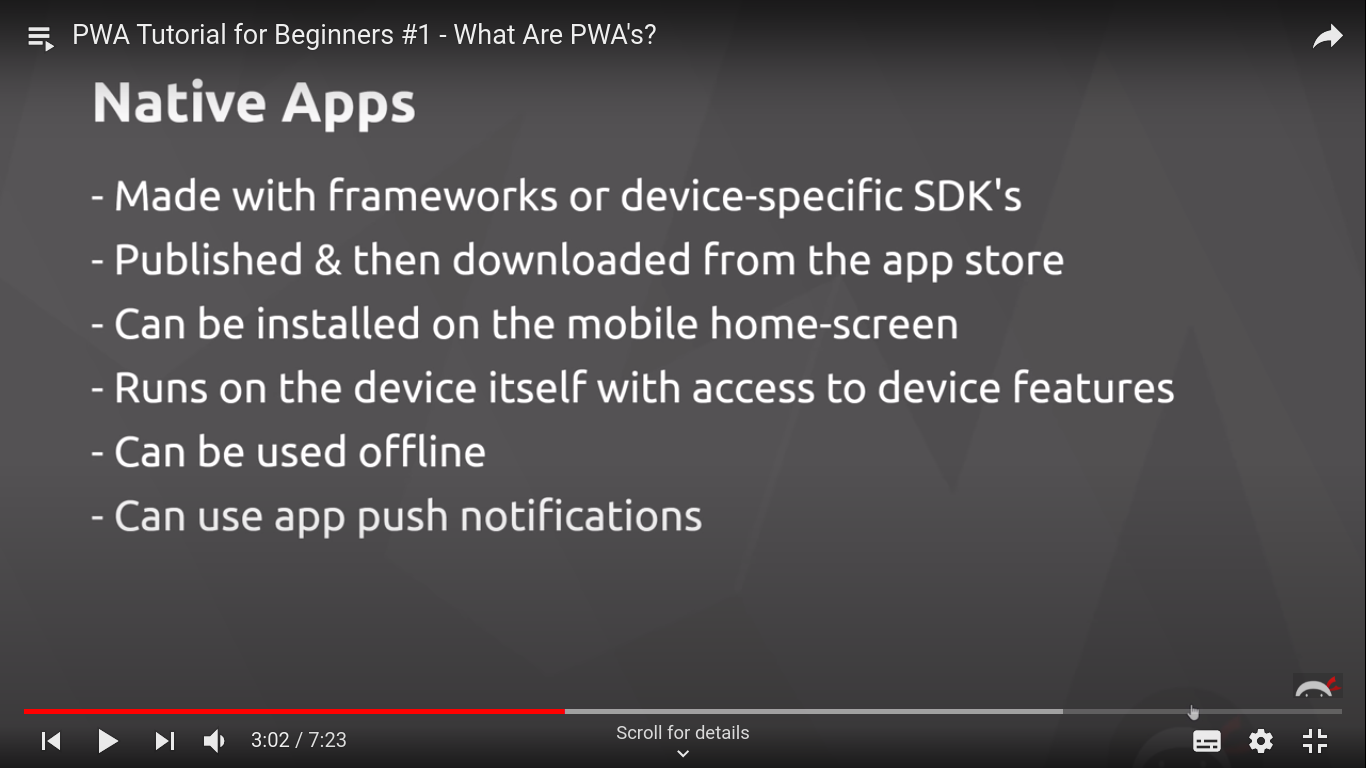 PWA Tutorial for Beginners #1 - What Are PWA's?
Native Apps
- Made with frameworks or device-specific SDK's
- Published & then downloaded from the app store
- Can be installed on the mobile home-screen
- Runs on the device itself with access to device features
- Can be used offline
- Can use app push notifications
3:02 / 7:23
Scroll for details